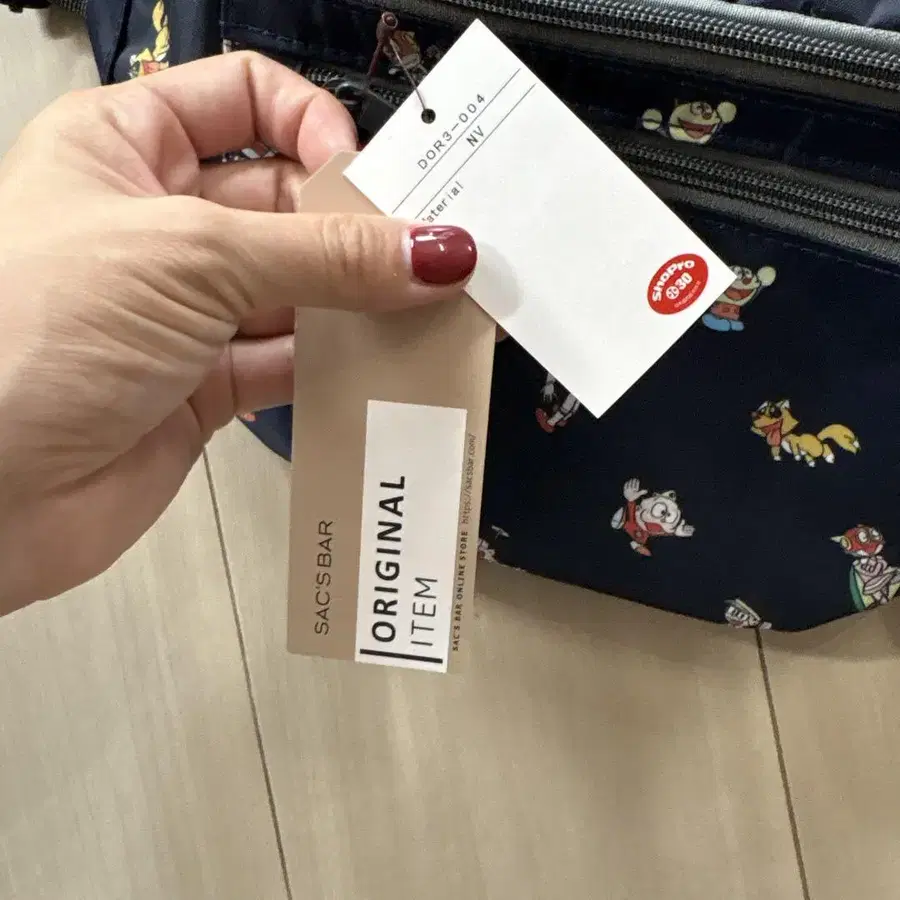 DOR3-004
NV
aterial
ShoPro
30
SAC'S BAR
ORIGINAL
ITEM
SAC'S BAR ONLINE STORE https://sacsbar.com/